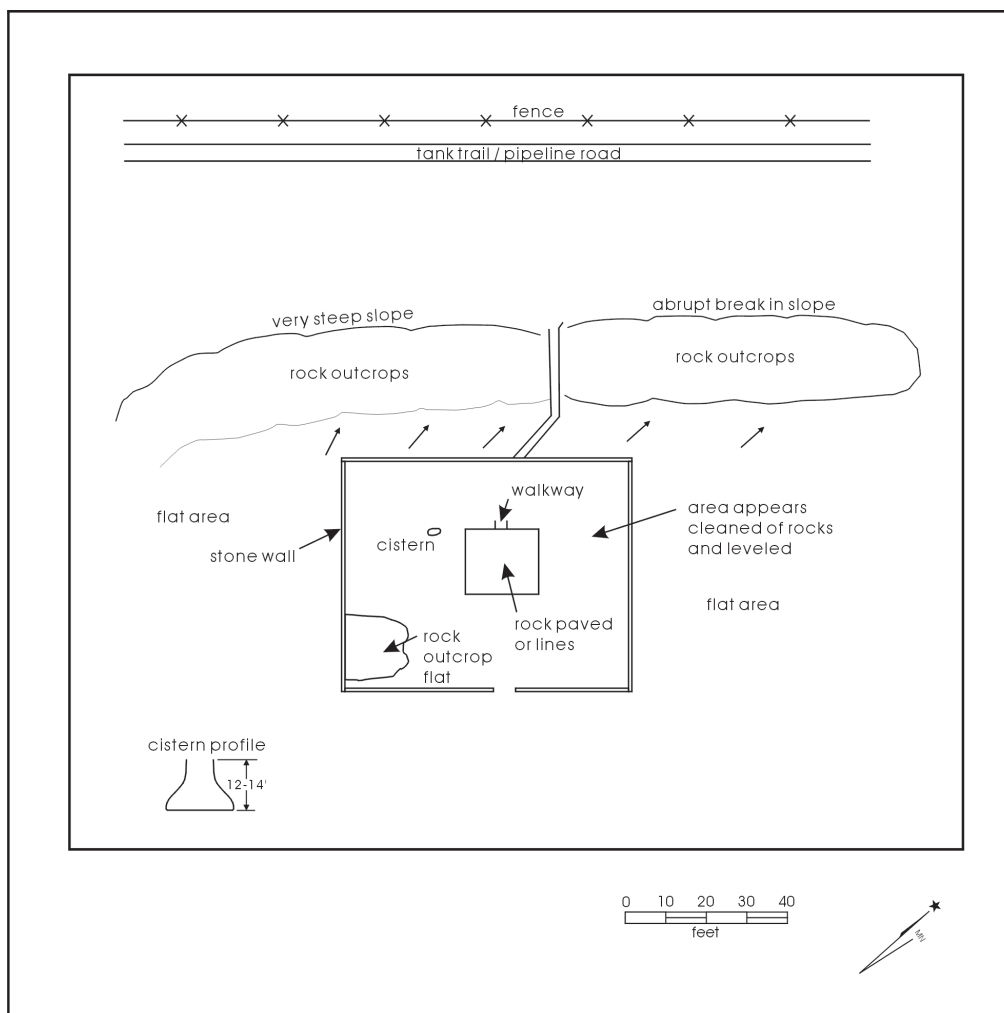 fence
tank trail / pipeline road
very steep slope
abrupt break in slope
rock outcrops
rock outcrops
walkway
flat area
area appears
cleaned of rocks
and leveled
cistern
stone wall
flat area
rock paved
or lines
rock
outcrop
flat
cistern profile
12-14'
0 10 20 30 40
feet
MN